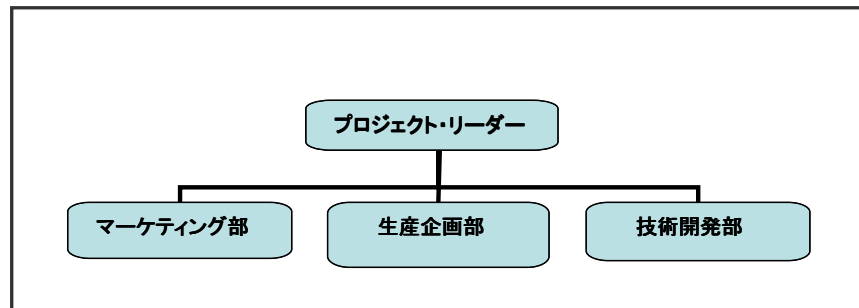 プロジェクト・リーダー
マーケティング部
生産企画部
技術開発部